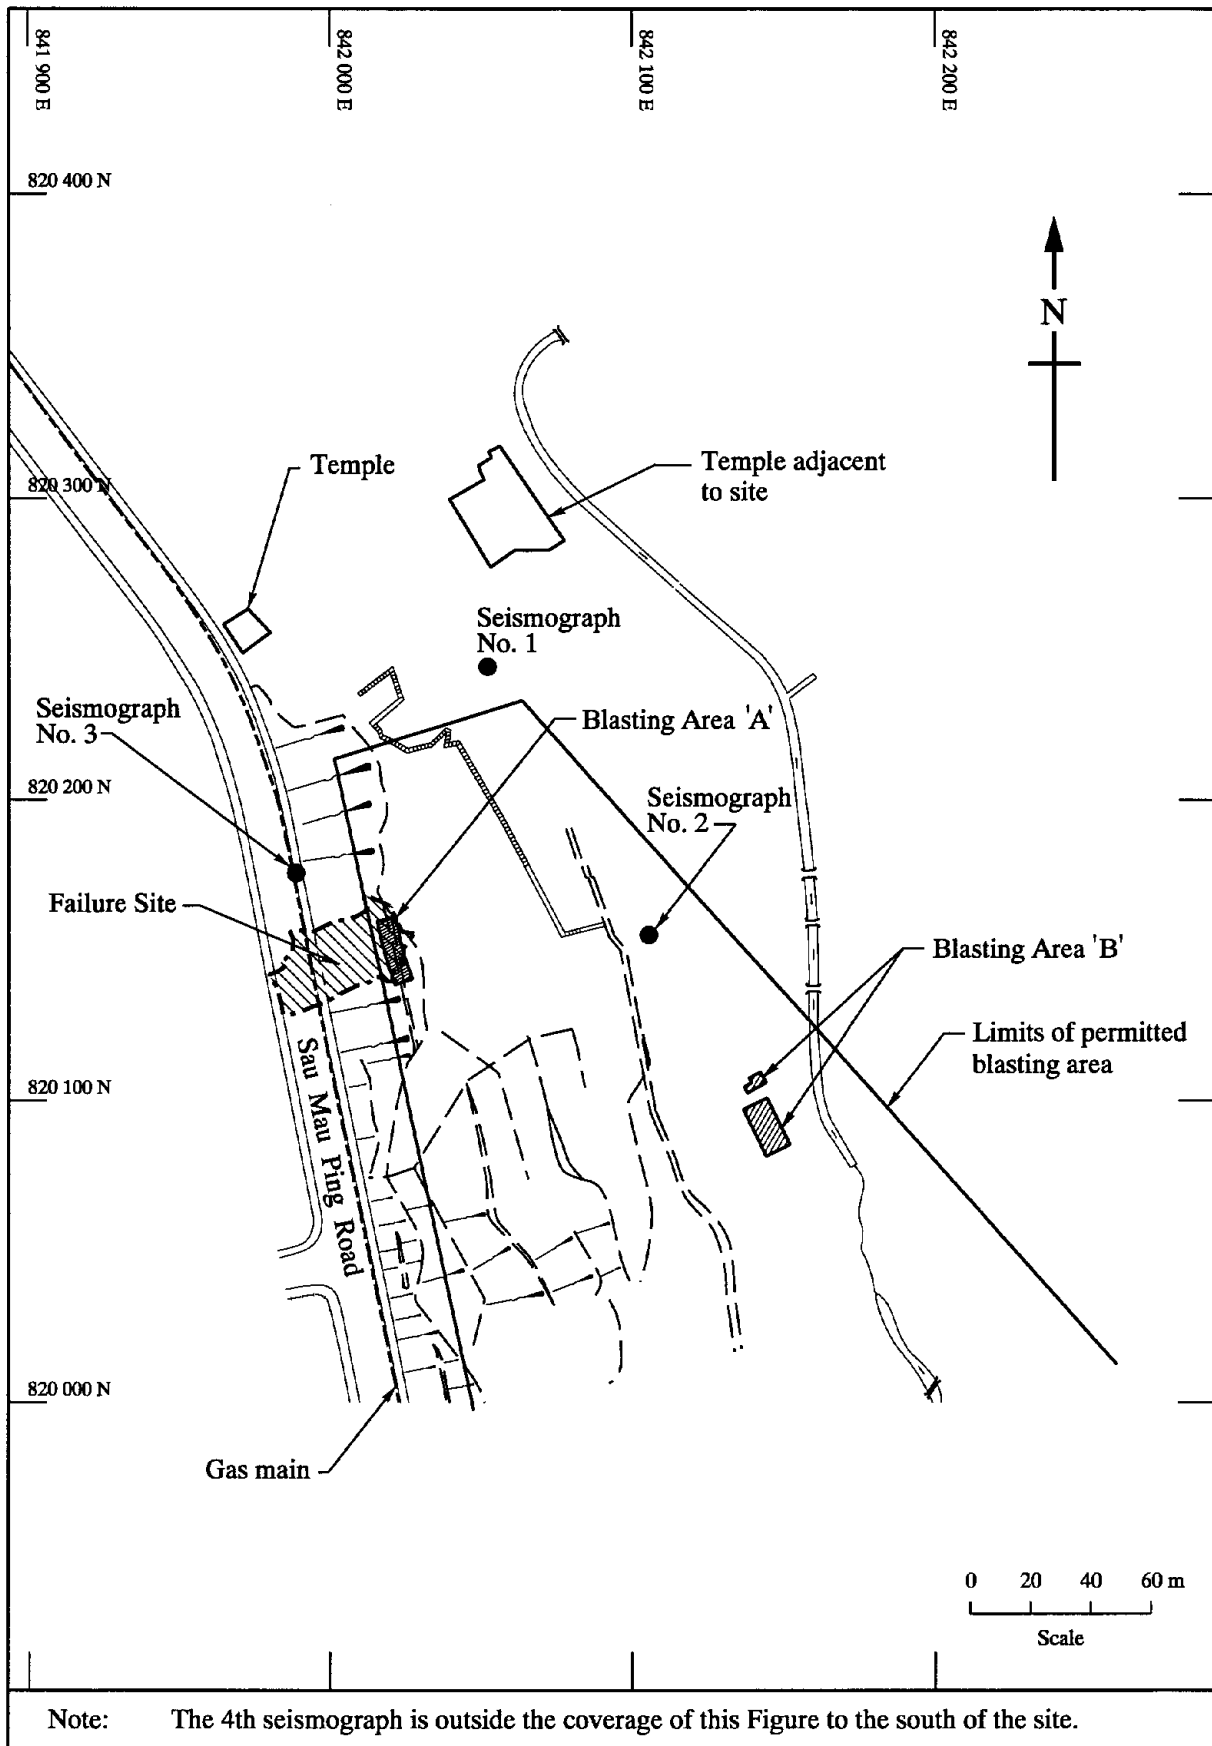 841 900 E
842 000 E
842 100 E
842 200 E
820 400 N
N
Temple
Temple adjacent
to site
820 300 N
Seismograph
No. 1
Seismograph
No. 3
Blasting Area 'A'
820 200 N
Seismograph
No. 2
Failure Site
Blasting Area 'B'
Limits of permitted
blasting area
Sau Mau Ping Road
820 100 N
820 000 N
Gas main
0 20 40 60 m
Scale
Note: The 4th seismograph is outside the coverage of this Figure to the south of the site.